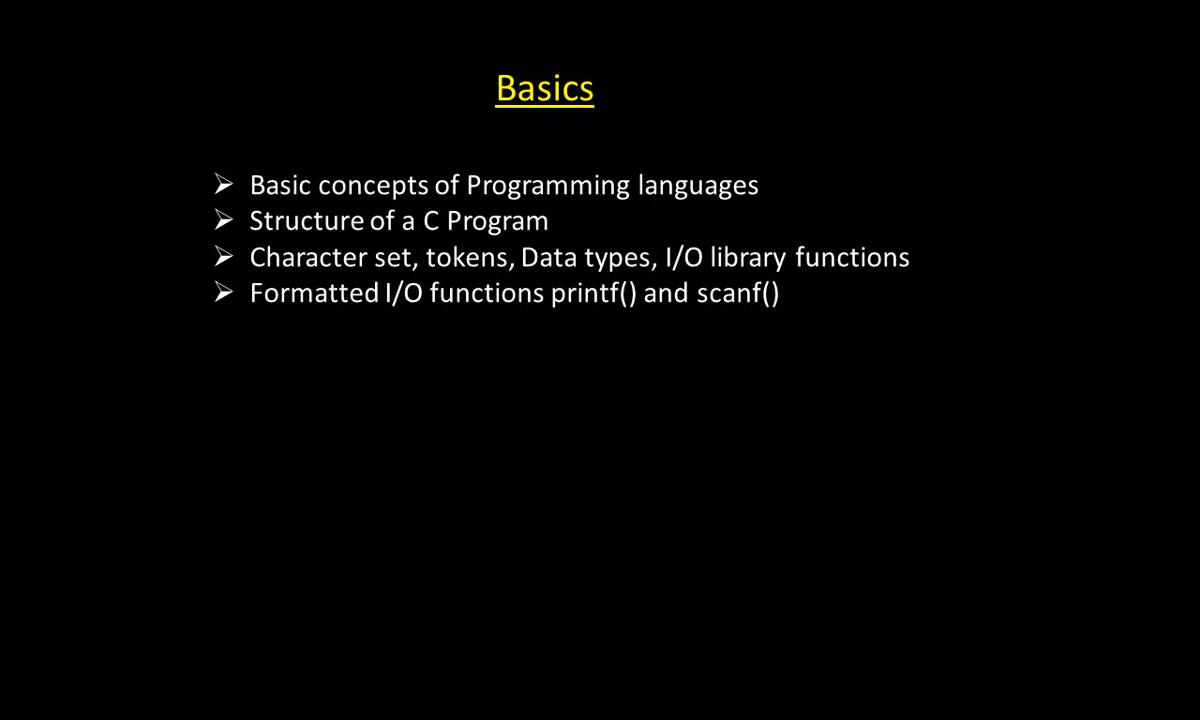 Basics
➢ Basic concepts of Programming languages
➢ Structure of a C Program
➢ Character set, tokens, Data types, I/O library functions
➢ Formatted I/O functions printf() and scanf()